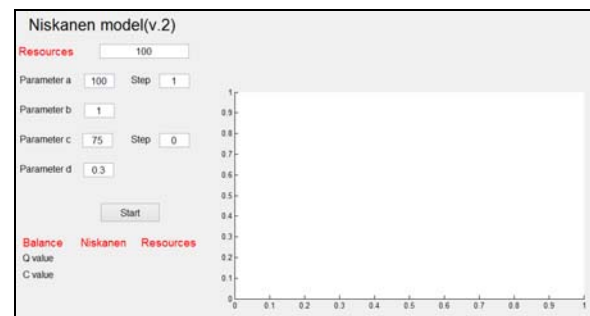 Niskanen model(v.2)
Resources 100
Parameter a 100 Step 1
Parameter b 1
Parameter c 75 Step 0
Parameter d 0.3
Start
Balance Niskanen Resources
Q value
C value
1
0.9
0.8
0.7
0.6
0.5
0.4
0.3
0.2
0.1
0
0 0.1 0.2 0.3 0.4 0.5 0.6 0.7 0.8 0.9 1